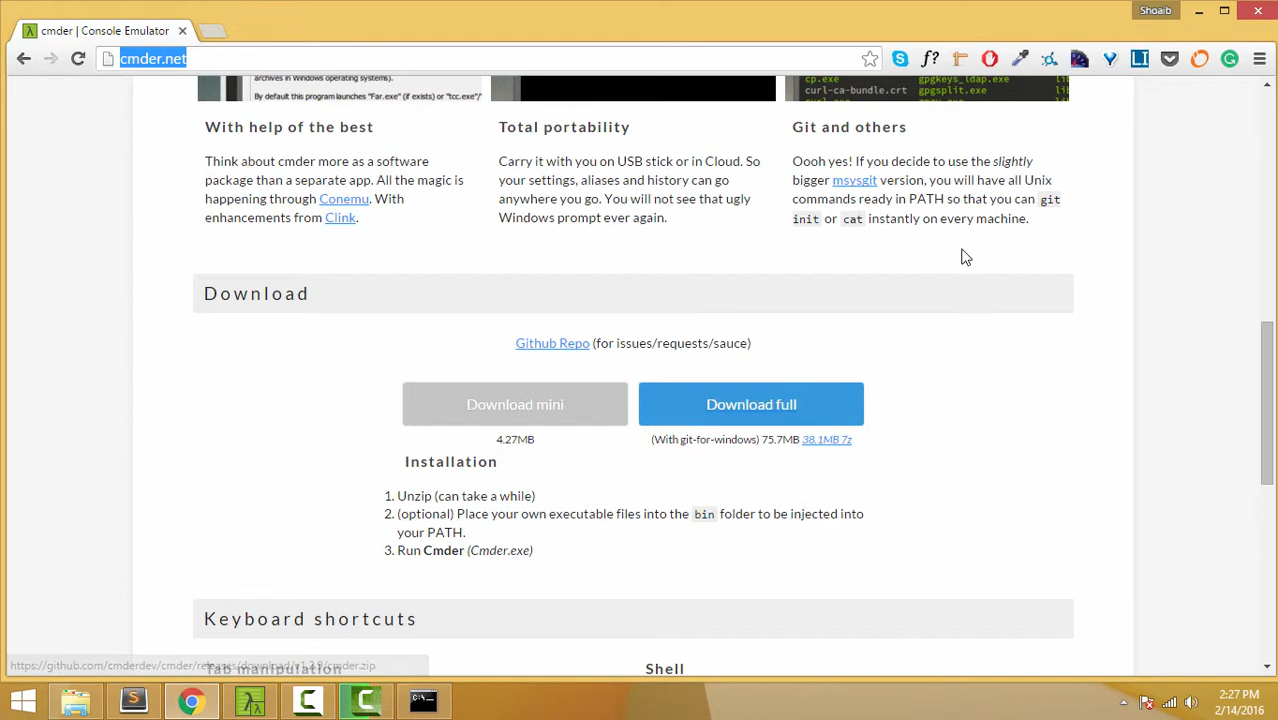 Shoaib
cmder | Console Emulator
cmder.net
archives in Windows operating systems).
By default this program launches "Far.exe" (if exists) or "tcc.exe"/"
cp.exe gpgkeys_ldap.exe
curl-ca-bundle.crt gpgsplit.exe
With help of the best
Think about cmder more as a software
package than a separate app. All the magic is
happening through Conemu. With
enhancements from Clink.
Total portability
Carry it with you on USB stick or in Cloud. So
your settings, aliases and history can go
anywhere you go. You will not see that ugly
Windows prompt ever again.
Git and others
Oooh yes! If you decide to use the slightly
bigger msysgit version, you will have all Unix
commands ready in PATH so that you can git
init or cat instantly on every machine.
Download
Github Repo (for issues/requests/sauce)
Download mini
4.27MB
Download full
(With git-for-windows) 75.7MB 38.1MB 7z
Installation
1. Unzip (can take a while)
2. (optional) Place your own executable files into the bin folder to be injected into
your PATH.
3. Run Cmder (Cmder.exe)
Keyboard shortcuts
Tab manipulation
Shell
2:27 PM
2/14/2016